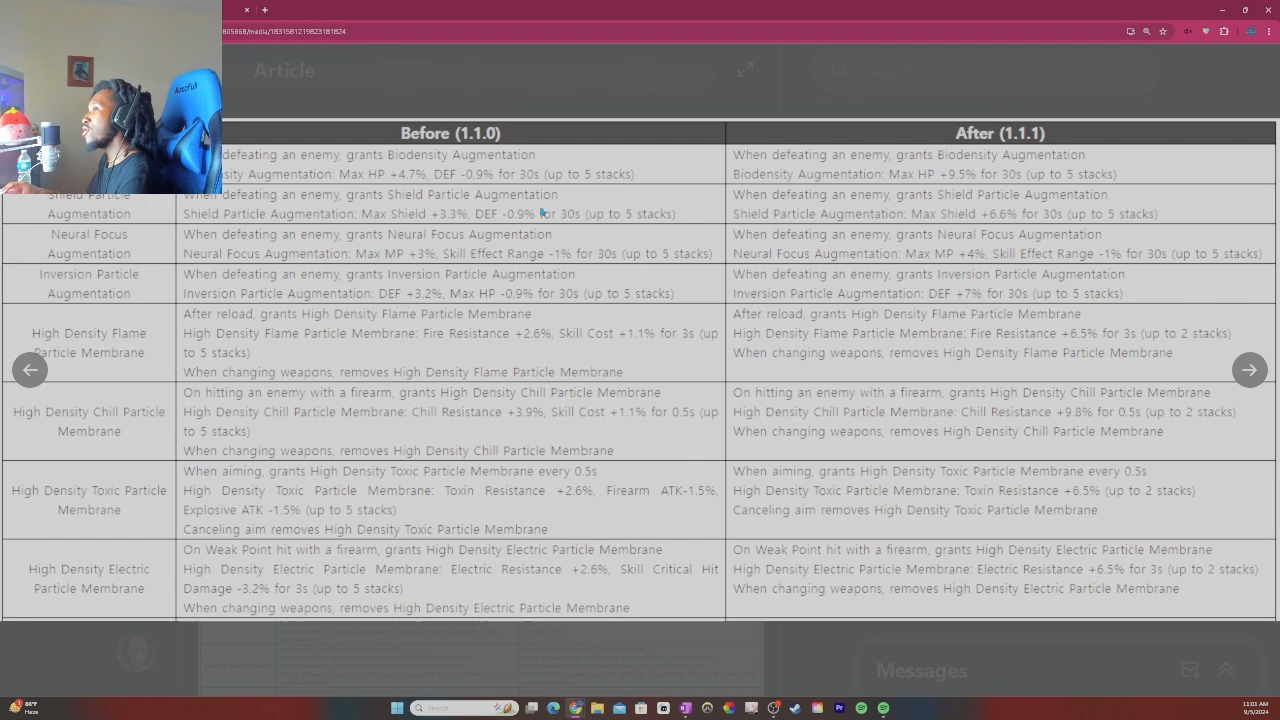 805868/media/1831581219823181824
Article
AutoFull
Before (1.1.0)
After (1.1.1)
defeating an enemy, grants Biodensity Augmentation
Augmentation: Max HP +4.7%, DEF -0.9% for 30s (up to 5 stacks)
When defeating an enemy, grants Biodensity Augmentation
Biodensity Augmentation: Max HP +9.5% for 30s (up to 5 stacks)
Shield Particle
Augmentation
When defeating an enemy, grants Shield Particle Augmentation
Shield Particle Augmentation: Max Shield +3.3%, DEF -0.9% for 30s (up to 5 stacks)
When defeating an enemy, grants Shield Particle Augmentation
Shield Particle Augmentation: Max Shield +6.6% for 30s (up to 5 stacks)
Neural Focus
Augmentation
When defeating an enemy, grants Neural Focus Augmentation
Neural Focus Augmentation: Max MP +3%, Skill Effect Range -1% for 30s (up to 5 stacks)
When defeating an enemy, grants Neural Focus Augmentation
Neural Focus Augmentation: Max MP +4%, Skill Effect Range -1% for 30s (up to 5 stacks)
Inversion Particle
Augmentation
When defeating an enemy, grants Inversion Particle Augmentation
Inversion Particle Augmentation: DEF +3.2%, Max HP -0.9% for 30s (up to 5 stacks)
When defeating an enemy, grants Inversion Particle Augmentation
Inversion Particle Augmentation: DEF +7% for 30s (up to 5 stacks)
High Density Flame
Particle Membrane
After reload, grants High Density Flame Particle Membrane
High Density Flame Particle Membrane: Fire Resistance +2.6%, Skill Cost +1.1% for 3s (up
to 5 stacks)
When changing weapons, removes High Density Flame Particle Membrane
After reload, grants High Density Flame Particle Membrane
High Density Flame Particle Membrane: Fire Resistance +6.5% for 3s (up to 2 stacks)
When changing weapons, removes High Density Flame Particle Membrane
High Density Chill Particle
Membrane
On hitting an enemy with a firearm, grants High Density Chill Particle Membrane
High Density Chill Particle Membrane: Chill Resistance +3.9%, Skill Cost +1.1% for 0.5s (up
to 5 stacks)
When changing weapons, removes High Density Chill Particle Membrane
On hitting an enemy with a firearm, grants High Density Chill Particle Membrane
High Density Chill Particle Membrane: Chill Resistance +9.8% for 0.5s (up to 2 stacks)
When changing weapons, removes High Density Chill Particle Membrane
High Density Toxic Particle
Membrane
When aiming, grants High Density Toxic Particle Membrane every 0.5s
High Density Toxic Particle Membrane: Toxin Resistance +2.6%, Firearm ATK-1.5%,
Explosive ATK -1.5% (up to 5 stacks)
Canceling aim removes High Density Toxic Particle Membrane
When aiming, grants High Density Toxic Particle Membrane every 0.5s
High Density Toxic Particle Membrane: Toxin Resistance +6.5% (up to 2 stacks)
Canceling aim removes High Density Toxic Particle Membrane
High Density Electric
Particle Membrane
On Weak Point hit with a firearm, grants High Density Electric Particle Membrane
High Density Electric Particle Membrane: Electric Resistance +2.6%, Skill Critical Hit
Damage -3.2% for 3s (up to 5 stacks)
When changing weapons, removes High Density Electric Particle Membrane
On Weak Point hit with a firearm, grants High Density Electric Particle Membrane
High Density Electric Particle Membrane: Electric Resistance +6.5% for 3s (up to 2 stacks)
When changing weapons, removes High Density Electric Particle Membrane
Messages
86°F
Haze
Search
11:01 AM
9/5/2024